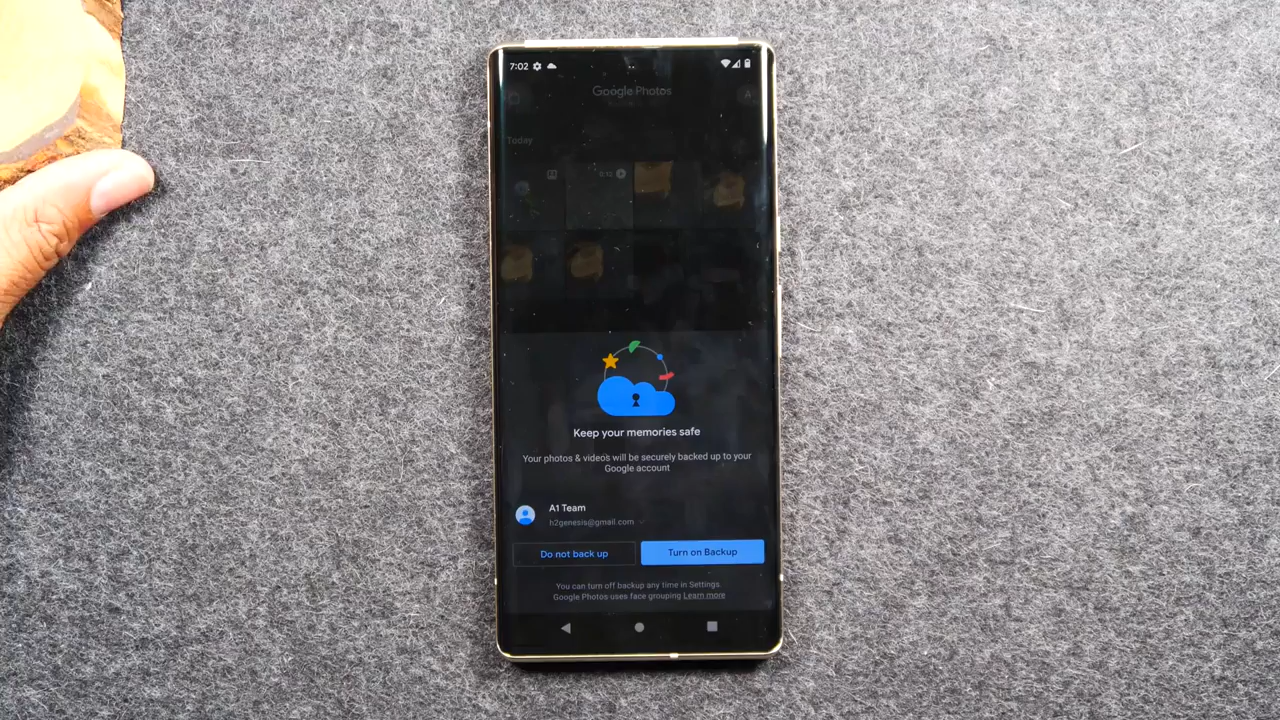 7:02
Google Photos
A
Today
0:12
Keep your memories safe
Your photos & videos will be securely backed up to your
Google account
A1 Team
h2genesis@gmail.com
Do not back up
Turn on Backup
You can turn off backup any time in Settings.
Google Photos uses face grouping Learn more